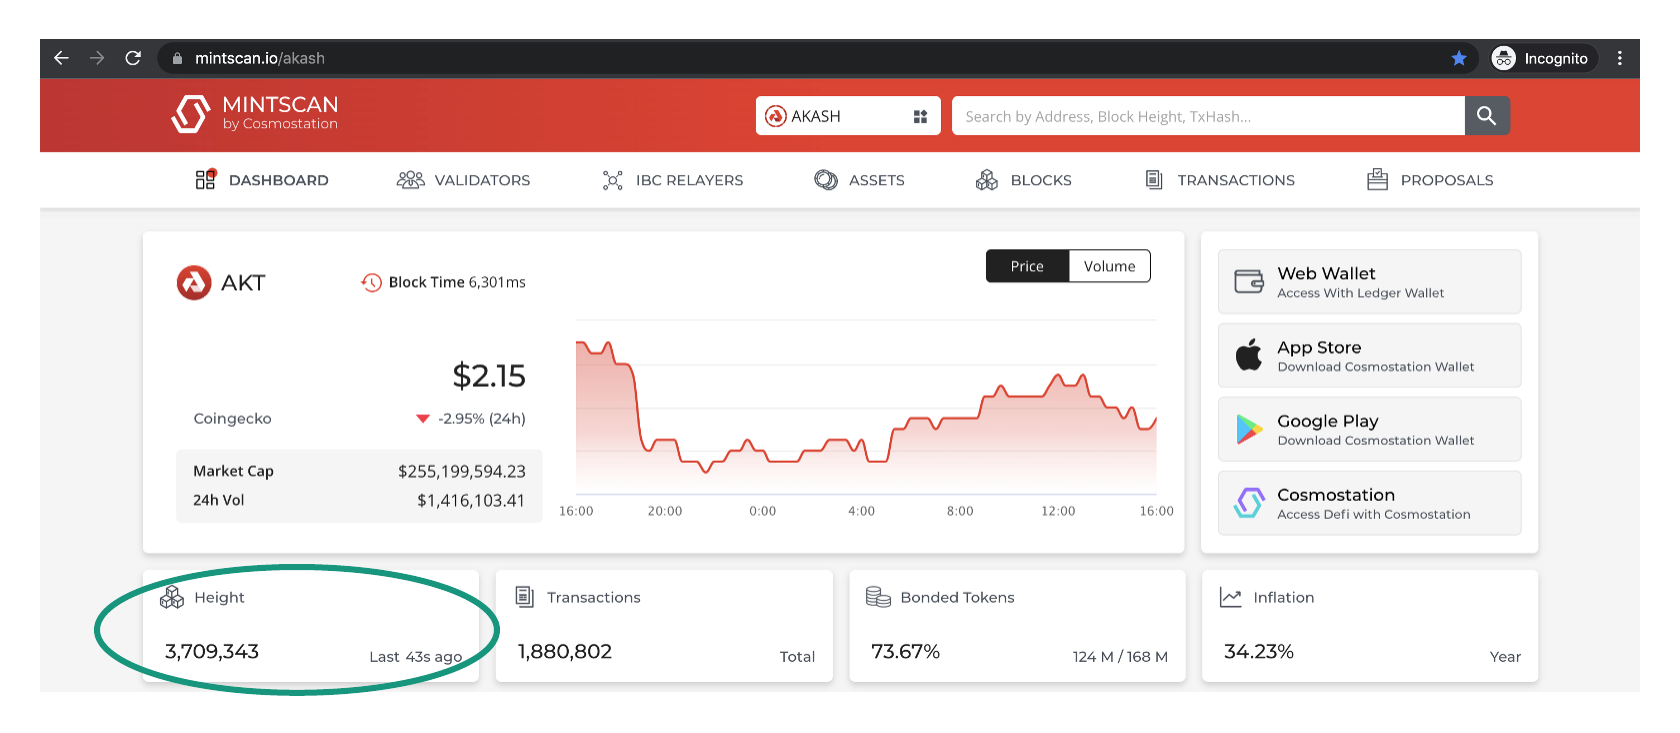 mintscan.io/akash
Incognito
MINTSCAN
by Cosmostation
AKASH
Search by Address, Block Height, TxHash...
DASHBOARD
VALIDATORS
IBC RELAYERS
ASSETS
BLOCKS
TRANSACTIONS
PROPOSALS
AKT
Block Time 6,301ms
Price
Volume
$2.15
Coingecko
-2.95% (24h)
Market Cap
$255,199,594.23
24h Vol
$1,416,103.41
16:00
20:00
0:00
4:00
8:00
12:00
16:00
Web Wallet
Access With Ledger Wallet
App Store
Download Cosmostation Wallet
Google Play
Download Cosmostation Wallet
Cosmostation
Access Defi with Cosmostation
Height
3,709,343
Last 43s ago
Transactions
1,880,802
Total
Bonded Tokens
73.67%
124 M / 168 M
Inflation
34.23%
Year